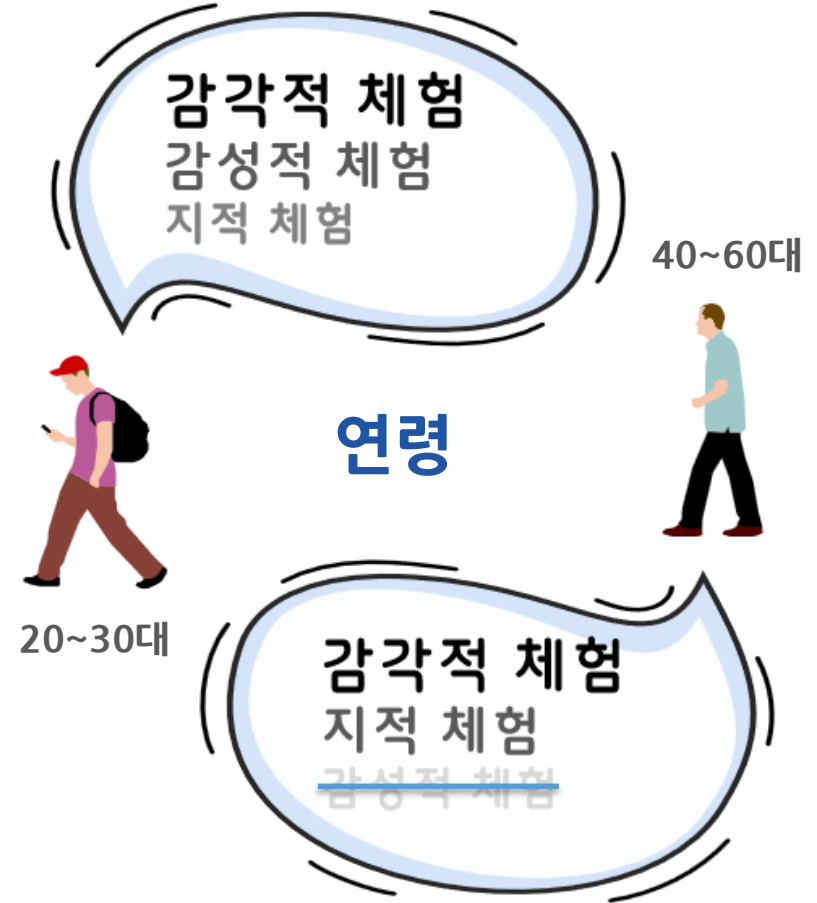 감각적 체험
감성적 체험
지적 체험
40~60대
연령
20~30대
감각적 체험
지적 체험
감성적 체험